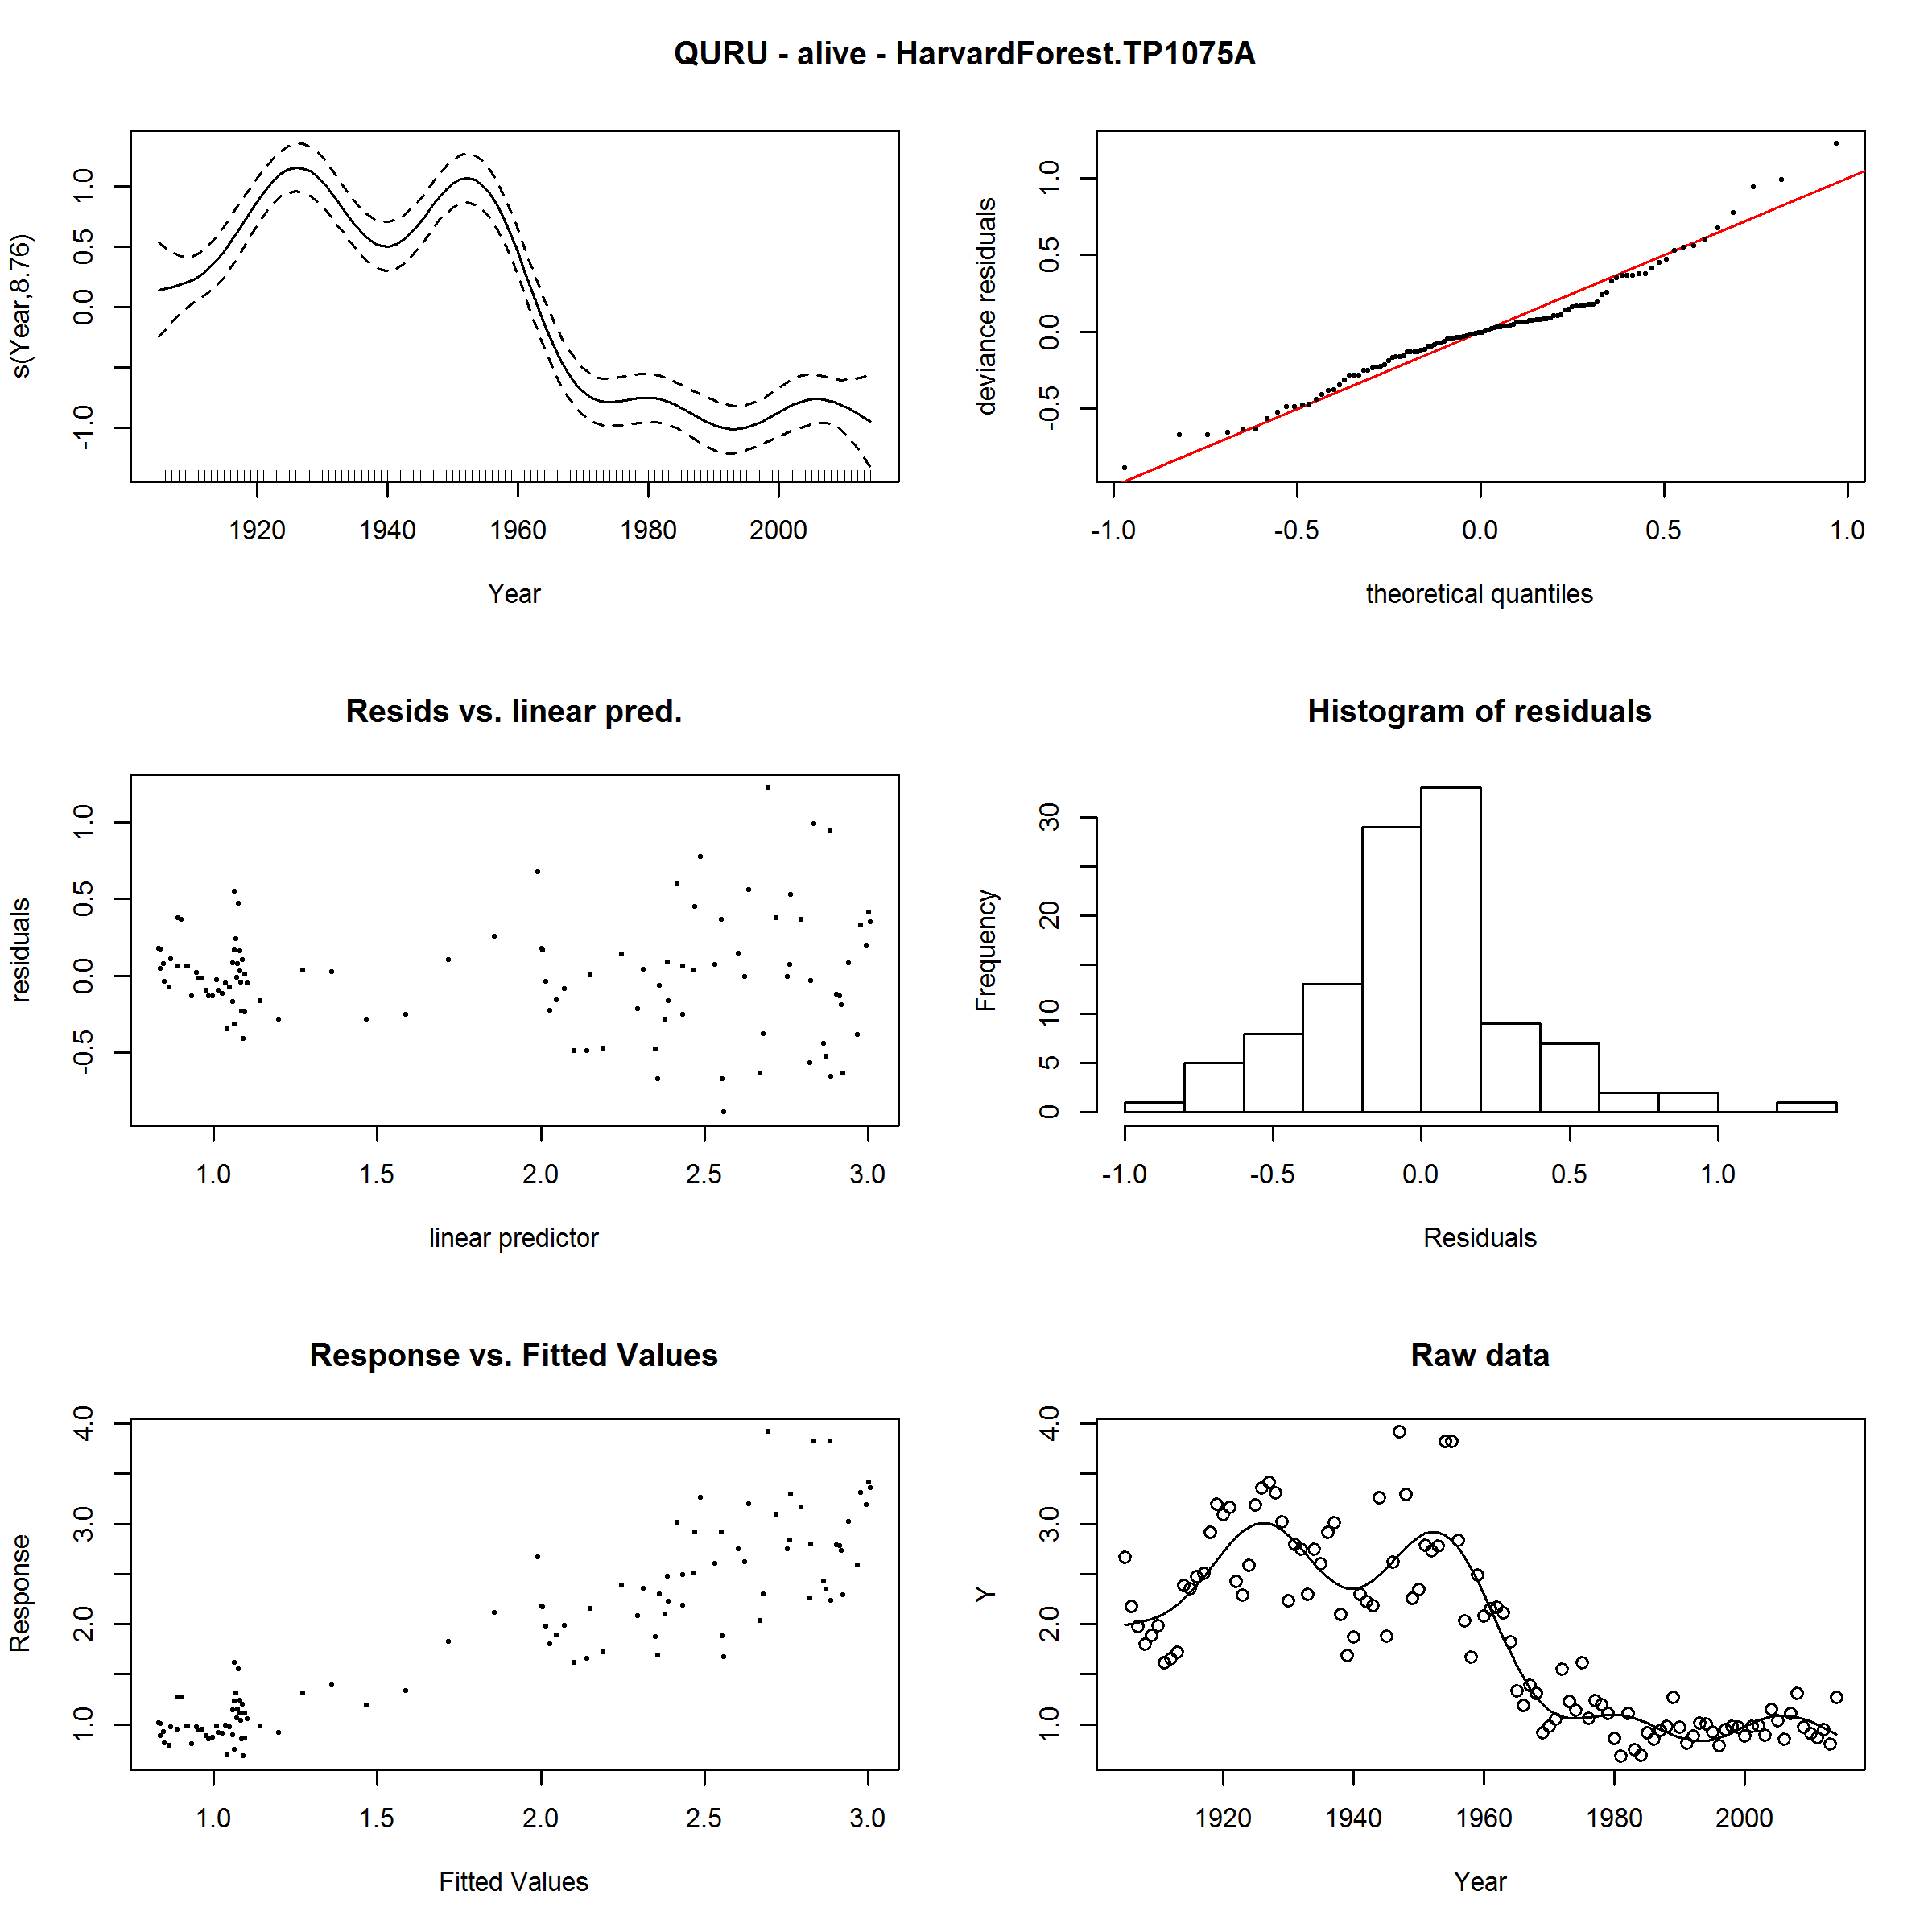 QURU - alive - HarvardForest.TP1075A
s(Year,8.76)
1.0
0.5
0.0
-1.0
1920 1940 1960 1980 2000
Year
deviance residuals
1.0
0.5
0.0
-0.5
-1.0 -0.5 0.0 0.5 1.0
theoretical quantiles
Resids vs. linear pred.
residuals
1.0
0.5
0.0
-0.5
1.0 1.5 2.0 2.5 3.0
linear predictor
Histogram of residuals
Frequency
30
20
10
5
0
-1.0 -0.5 0.0 0.5 1.0
Residuals
Response vs. Fitted Values
Response
4.0
3.0
2.0
1.0
1.0 1.5 2.0 2.5 3.0
Fitted Values
Raw data
Y
4.0
3.0
2.0
1.0
1920 1940 1960 1980 2000
Year